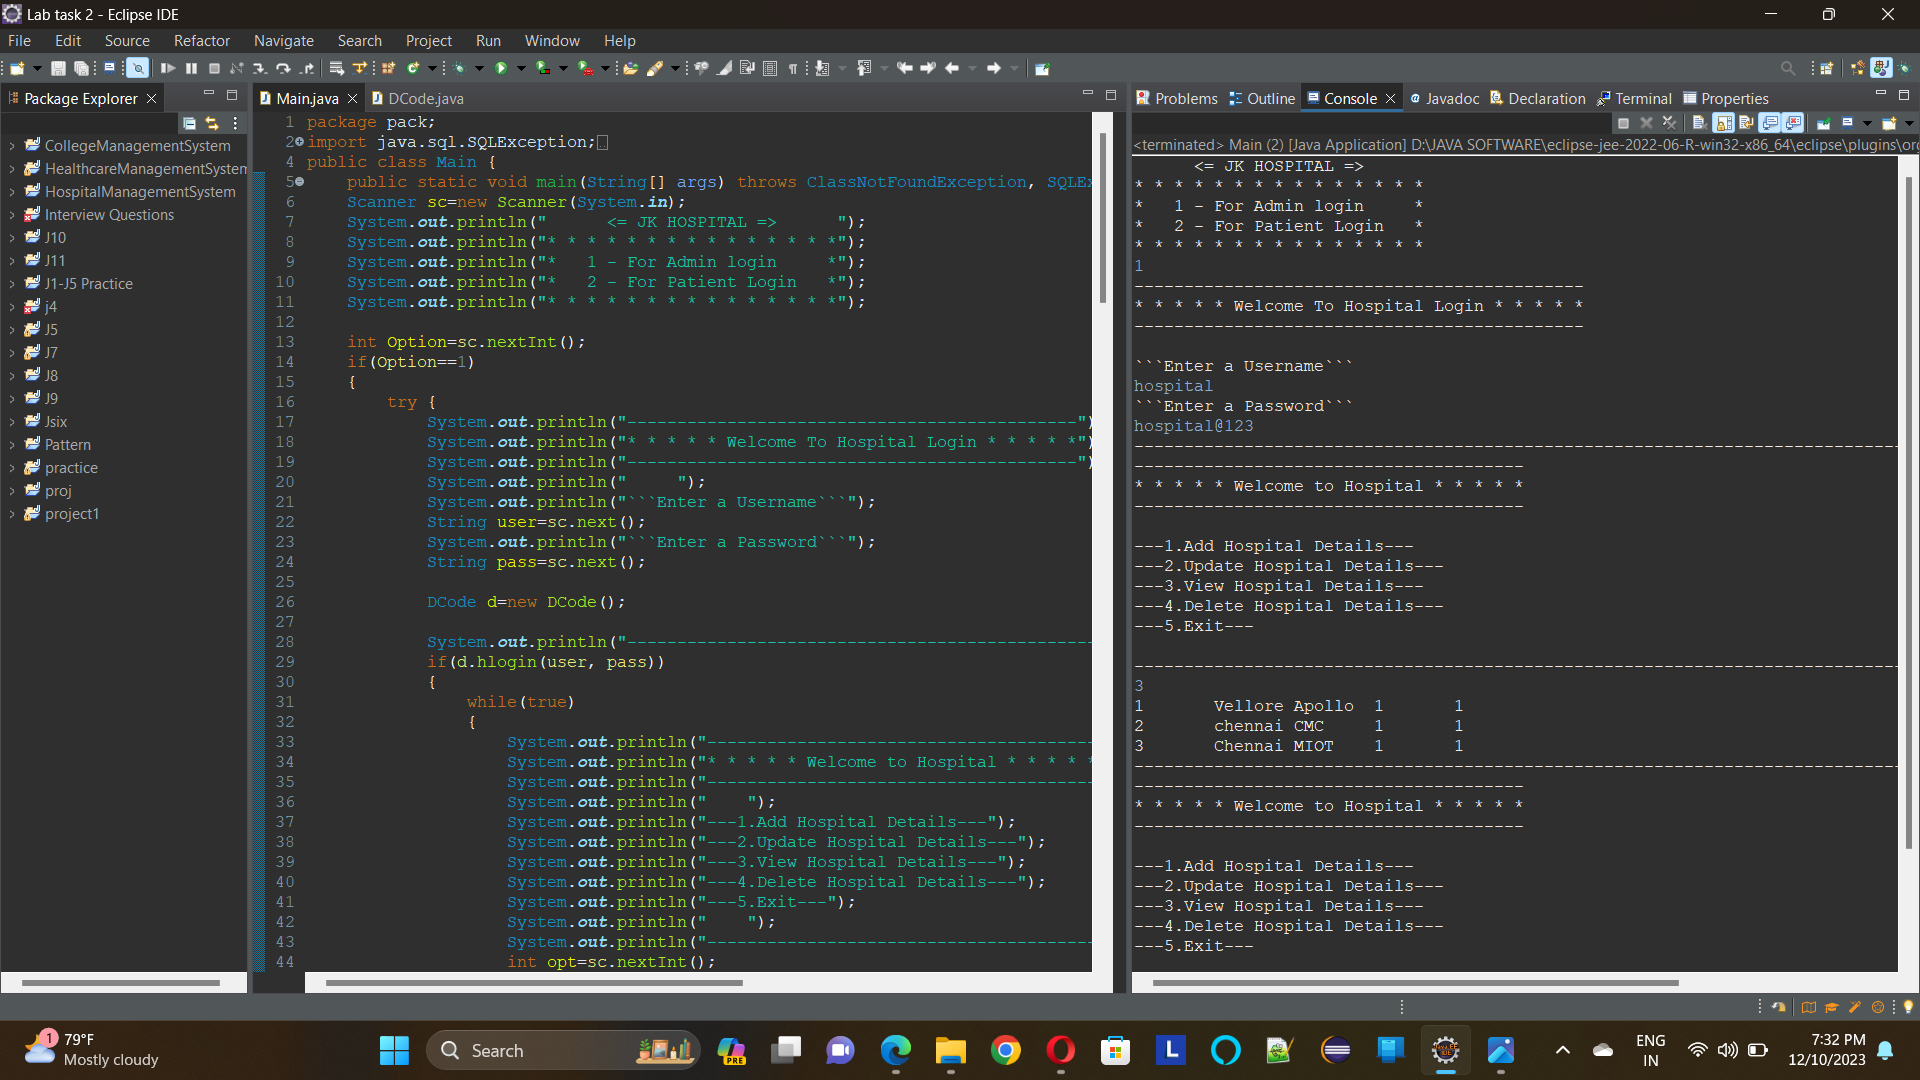 Lab task 2 - Eclipse IDE
File Edit Source Refactor Navigate Search Project Run Window Help
Package Explorer
CollegeManagementSystem
HealthcareManagementSystem
HospitalManagementSystem
Interview Questions
J10
J11
J1-J5 Practice
j4
J5
J7
J8
J9
Jsix
Pattern
practice
proj
project1
Main.java DCode.java
1 package pack;
2 import java.sql.SQLException;
4 public class Main {
5 public static void main(String[] args) throws ClassNotFoundException, SQLEx
6 Scanner sc=new Scanner(System.in);
7 System.out.println("      <= JK HOSPITAL =>      ");
8 System.out.println("* * * * * * * * * * * * * * *");
9 System.out.println("*   1 - For Admin login     *");
10 System.out.println("*   2 - For Patient Login   *");
11 System.out.println("* * * * * * * * * * * * * * *");
12
13 int Option=sc.nextInt();
14 if(Option==1)
15 {
16 try {
17 System.out.println("---------------------------------------------")
18 System.out.println("* * * * * Welcome To Hospital Login * * * * *")
19 System.out.println("---------------------------------------------")
20 System.out.println("     ");
21 System.out.println("```Enter a Username```");
22 String user=sc.next();
23 System.out.println("```Enter a Password```");
24 String pass=sc.next();
25
26 DCode d=new DCode();
27
28 System.out.println("-----------------------------------------------
29 if(d.hlogin(user, pass))
30 {
31 while(true)
32 {
33 System.out.println("---------------------------------------
34 System.out.println("* * * * * Welcome to Hospital * * * * *
35 System.out.println("---------------------------------------
36 System.out.println("    ");
37 System.out.println("---1.Add Hospital Details---");
38 System.out.println("---2.Update Hospital Details---");
39 System.out.println("---3.View Hospital Details---");
40 System.out.println("---4.Delete Hospital Details---");
41 System.out.println("---5.Exit---");
42 System.out.println("    ");
43 System.out.println("---------------------------------------
44 int opt=sc.nextInt();
Problems Outline Console Javadoc Declaration Terminal Properties
<terminated> Main (2) [Java Application] D:\JAVA SOFTWARE\eclipse-jee-2022-06-R-win32-x86_64\eclipse\plugins\org
<= JK HOSPITAL =>
* * * * * * * * * * * * * * *
*   1 - For Admin login     *
*   2 - For Patient Login   *
* * * * * * * * * * * * * * *
1
---------------------------------------------
* * * * * Welcome To Hospital Login * * * * *
---------------------------------------------
```Enter a Username```
hospital
```Enter a Password```
hospital@123
-----------------------------------------------------------------------------
---------------------------------------
* * * * * Welcome to Hospital * * * * *
---------------------------------------
---1.Add Hospital Details---
---2.Update Hospital Details---
---3.View Hospital Details---
---4.Delete Hospital Details---
---5.Exit---
-----------------------------------------------------------------------------
3
1 Vellore Apollo 1 1
2 chennai CMC 1 1
3 Chennai MIOT 1 1
-----------------------------------------------------------------------------
---------------------------------------
* * * * * Welcome to Hospital * * * * *
---------------------------------------
---1.Add Hospital Details---
---2.Update Hospital Details---
---3.View Hospital Details---
---4.Delete Hospital Details---
---5.Exit---
1
79°F
Mostly cloudy
Search
PRE
L
ENG
IN
7:32 PM
12/10/2023